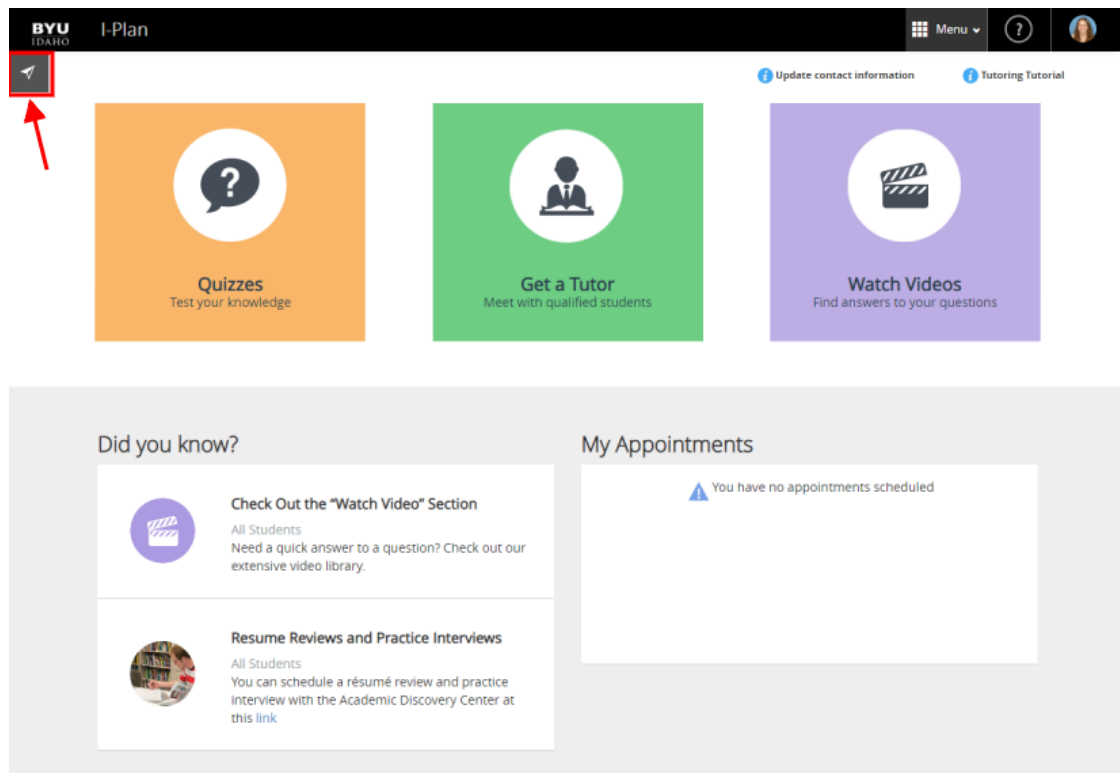 BYU
IDAHO
I-Plan
Menu
?
Update contact information
Tutoring Tutorial
?
Quizzes
Test your knowledge
Get a Tutor
Meet with qualified students
Watch Videos
Find answers to your questions
Did you know?
Check Out the “Watch Video” Section
All Students
Need a quick answer to a question? Check out our
extensive video library.
Resume Reviews and Practice Interviews
All Students
You can schedule a résumé review and practice
interview with the Academic Discovery Center at
this link
My Appointments
You have no appointments scheduled